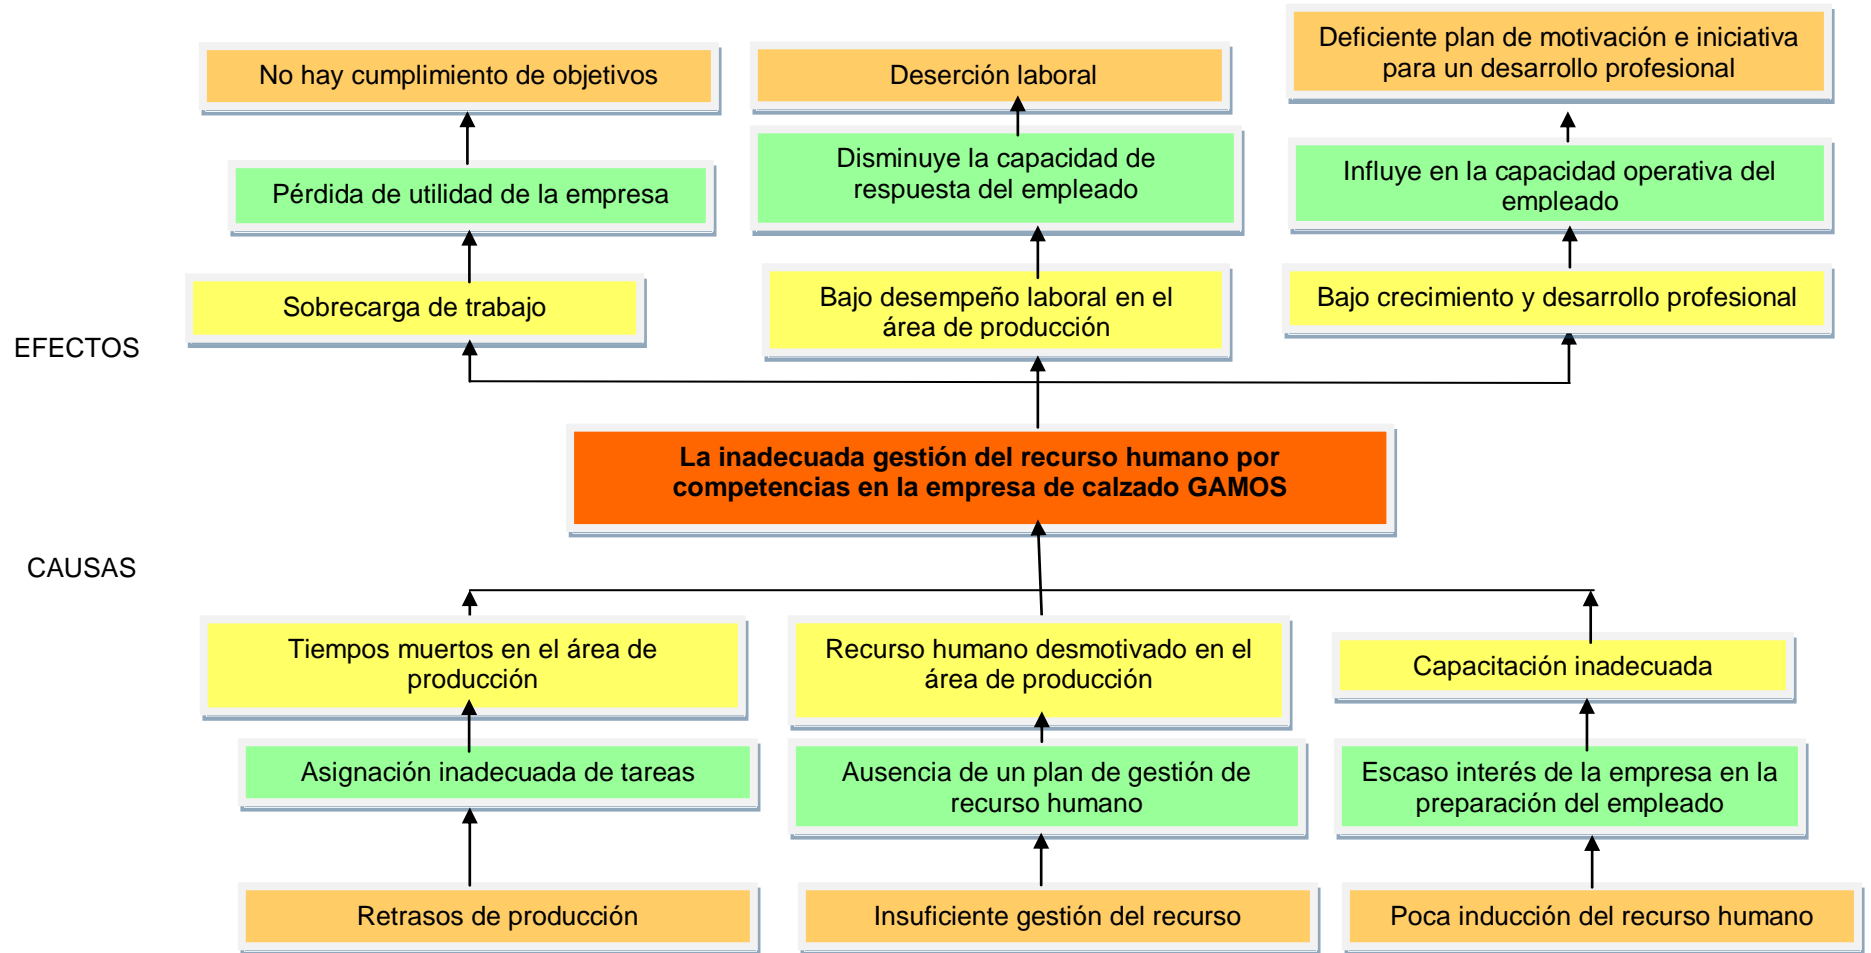 No hay cumplimiento de objetivos
Deserción laboral
Deficiente plan de motivación e iniciativa
para un desarrollo profesional
Pérdida de utilidad de la empresa
Disminuye la capacidad de
respuesta del empleado
Influye en la capacidad operativa del
empleado
Sobrecarga de trabajo
Bajo desempeño laboral en el
área de producción
Bajo crecimiento y desarrollo profesional
EFECTOS
La inadecuada gestión del recurso humano por
competencias en la empresa de calzado GAMOS
CAUSAS
Tiempos muertos en el área de
producción
Recurso humano desmotivado en el
área de producción
Capacitación inadecuada
Asignación inadecuada de tareas
Ausencia de un plan de gestión de
recurso humano
Escaso interés de la empresa en la
preparación del empleado
Retrasos de producción
Insuficiente gestión del recurso
Poca inducción del recurso humano